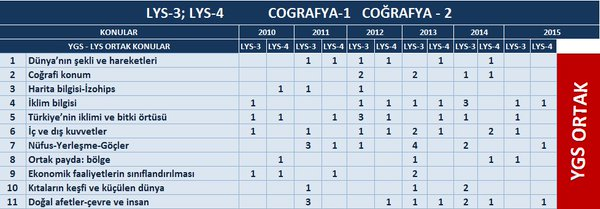 LYS-3; LYS-4 COGRAFYA-1 COĞRAFYA - 2
KONULAR 2010 2011 2012 2013 2014 2015
YGS - LYS ORTAK KONULAR LYS-3 LYS-4 LYS-3 LYS-4 LYS-3 LYS-4 LYS-3 LYS-4 LYS-3 LYS-4 LYS-3 LYS-4
1 Dünya'nın şekli ve hareketleri 1 1 1 1 1 1
2 Coğrafi konum 2 2 1 1
3 Harita bilgisi-İzohips 1 1 1
4 İklim bilgisi 1 1 1 1 1 3 1 1
5 Türkiye'nin iklimi ve bitki örtüsü 1 1 1 3 1 1 1 1
6 İç ve dış kuvvetler 1 1 1 1 2 1 2 1
7 Nüfus-Yerleşme-Göçler 3 1 1 4 2 1
8 Ortak payda: bölge 1 1 1 1
9 Ekonomik faaliyetlerin sınıflandırılması 1 1 1 2
10 Kıtaların keşfi ve küçülen dünya 1 1 2
11 Doğal afetler-çevre ve insan 3 1 1 1 2 1 1
YGS ORTAK